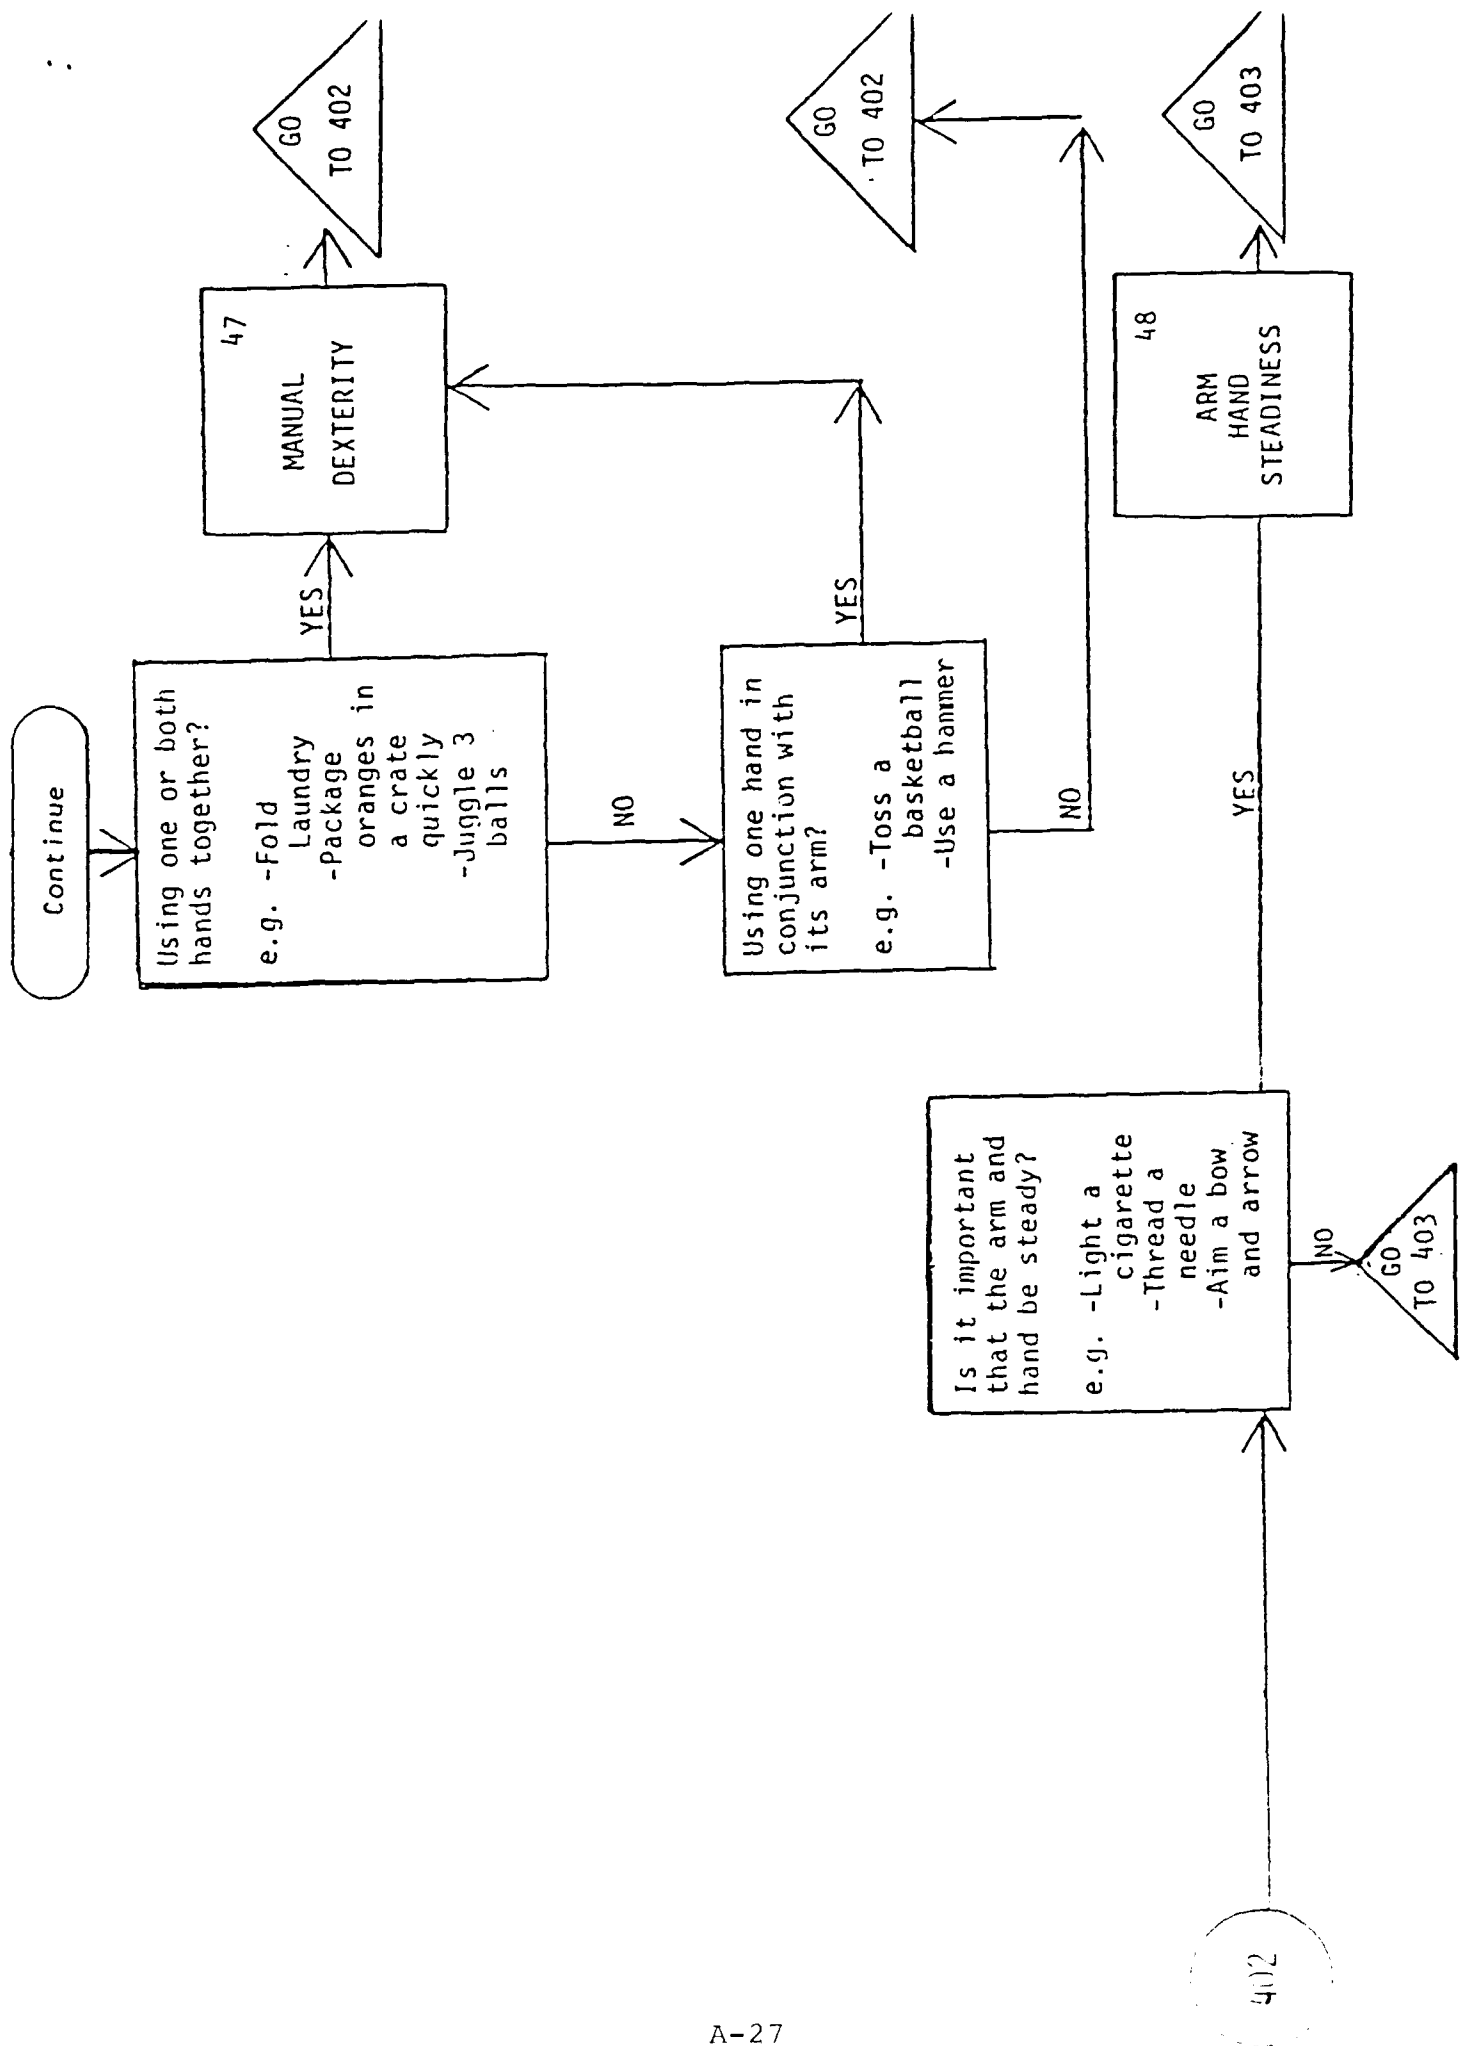 Continue
Using one or both
hands together?
e.g. -Fold
Laundry
-Package
oranges in
a crate
quickly
-Juggle 3
balls
YES
47
MANUAL
DEXTERITY
GO
TO 402
NO
Using one hand in
conjunction with
its arm?
e.g. -Toss a
basketball
-Use a hammer
YES
NO
GO
TO 402
402
Is it important
that the arm and
hand be steady?
e.g. -Light a
cigarette
-Thread a
needle
-Aim a bow
and arrow
YES
48
ARM
HAND
STEADINESS
GO
TO 403
NO
GO
TO 403
A-27